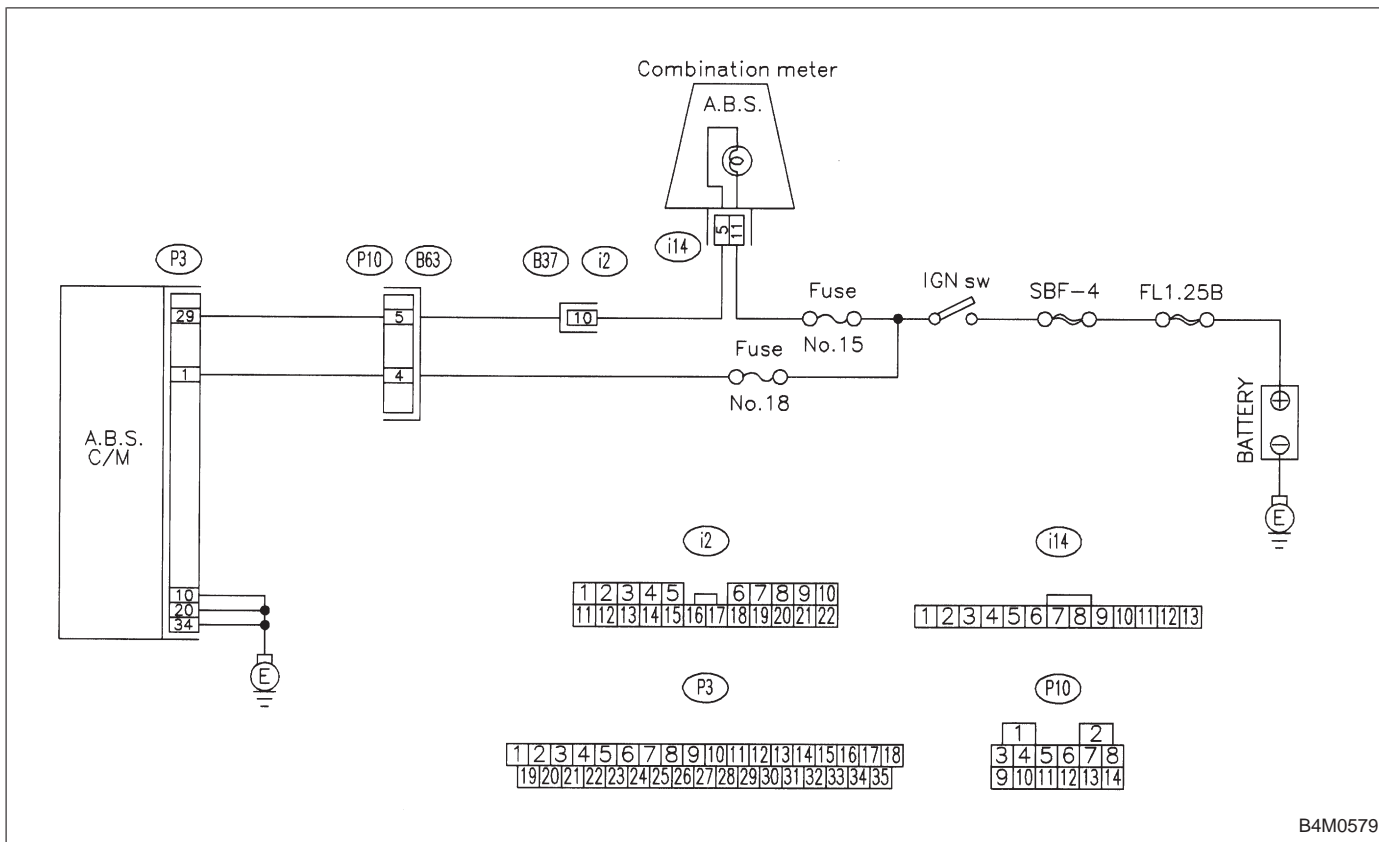 Combination meter
A.B.S.
5 11
i14
P3
P10 B63
B37 i2
29
5
10
Fuse
No.15
IGN sw
SBF-4
FL1.25B
1
4
Fuse
No.18
BATTERY
+
-
E
A.B.S.
C/M
10
20
34
E
i2
1 2 3 4 5 6 7 8 9 10
11 12 13 14 15 16 17 18 19 20 21 22
i14
1 2 3 4 5 6 7 8 9 10 11 12 13
P3
1 2 3 4 5 6 7 8 9 10 11 12 13 14 15 16 17 18
19 20 21 22 23 24 25 26 27 28 29 30 31 32 33 34 35
P10
1 2
3 4 5 6 7 8
9 10 11 12 13 14
B4M0579